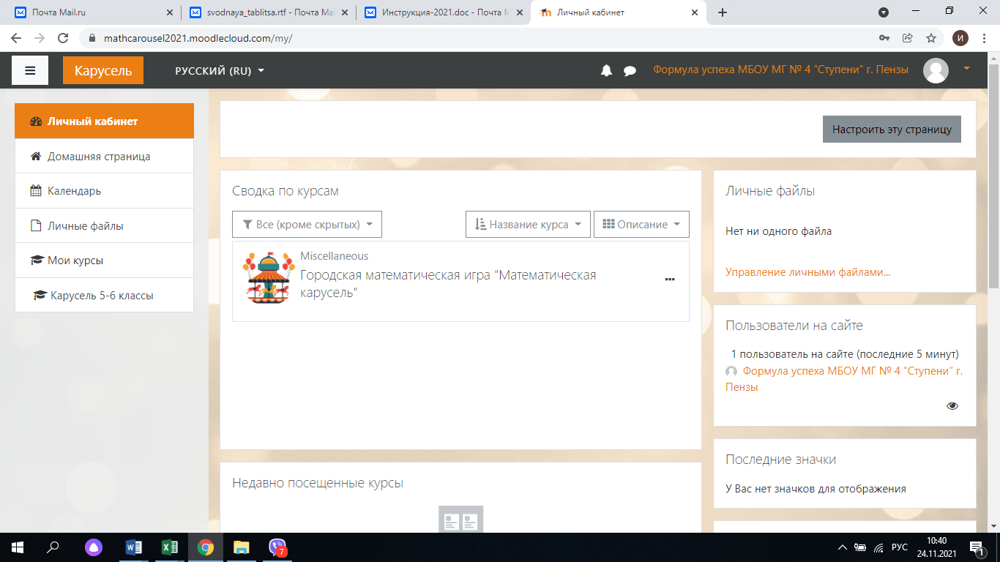 Почта Mail.ru
svodnaya_tablitsa.rtf - Почта Ma
Инструкция-2021.doc - Почта M
Личный кабинет
mathcarousel2021.moodlecloud.com/my/
И
Карусель
РУССКИЙ (RU)
Формула успеха МБОУ МГ № 4 “Ступени” г. Пензы
Личный кабинет
Домашняя страница
Календарь
Личные файлы
Мои курсы
Карусель 5-6 классы
Настроить эту страницу
Сводка по курсам
Все (кроме скрытых)
Название курса
Описание
Miscellaneous
Городская математическая игра "Математическая
карусель"
Недавно посещенные курсы
Личные файлы
Нет ни одного файла
Управление личными файлами...
Пользователи на сайте
1 пользователь на сайте (последние 5 минут)
Формула успеха МБОУ МГ № 4 “Ступени” г.
Пензы
Последние значки
У Вас нет значков для отображения
7
РУС
10:40
24.11.2021
1